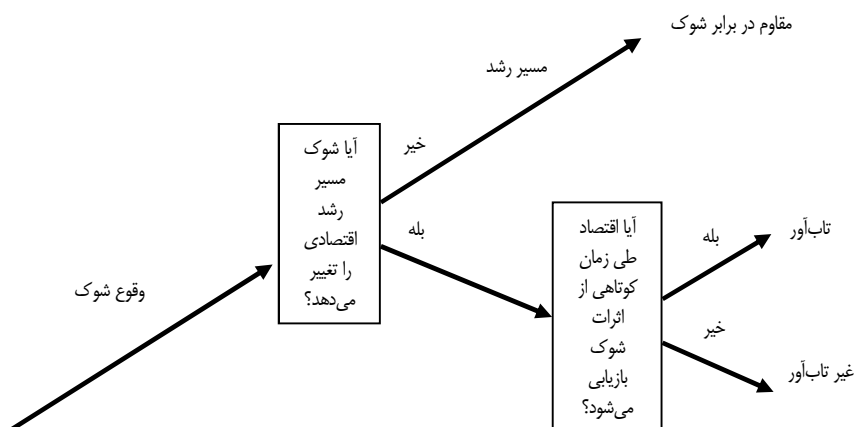 مقاوم در برابر شوک
مسیر رشد
خیر
آیا شوک
مسیر
رشد
اقتصادی
را تغییر
می‌دهد؟
بله
وقوع شوک
آیا اقتصاد
طی زمان
کوتاهی از
اثرات
شوک
بازیابی
می‌شود؟
بله
تاب‌آور
خیر
غیر تاب‌آور